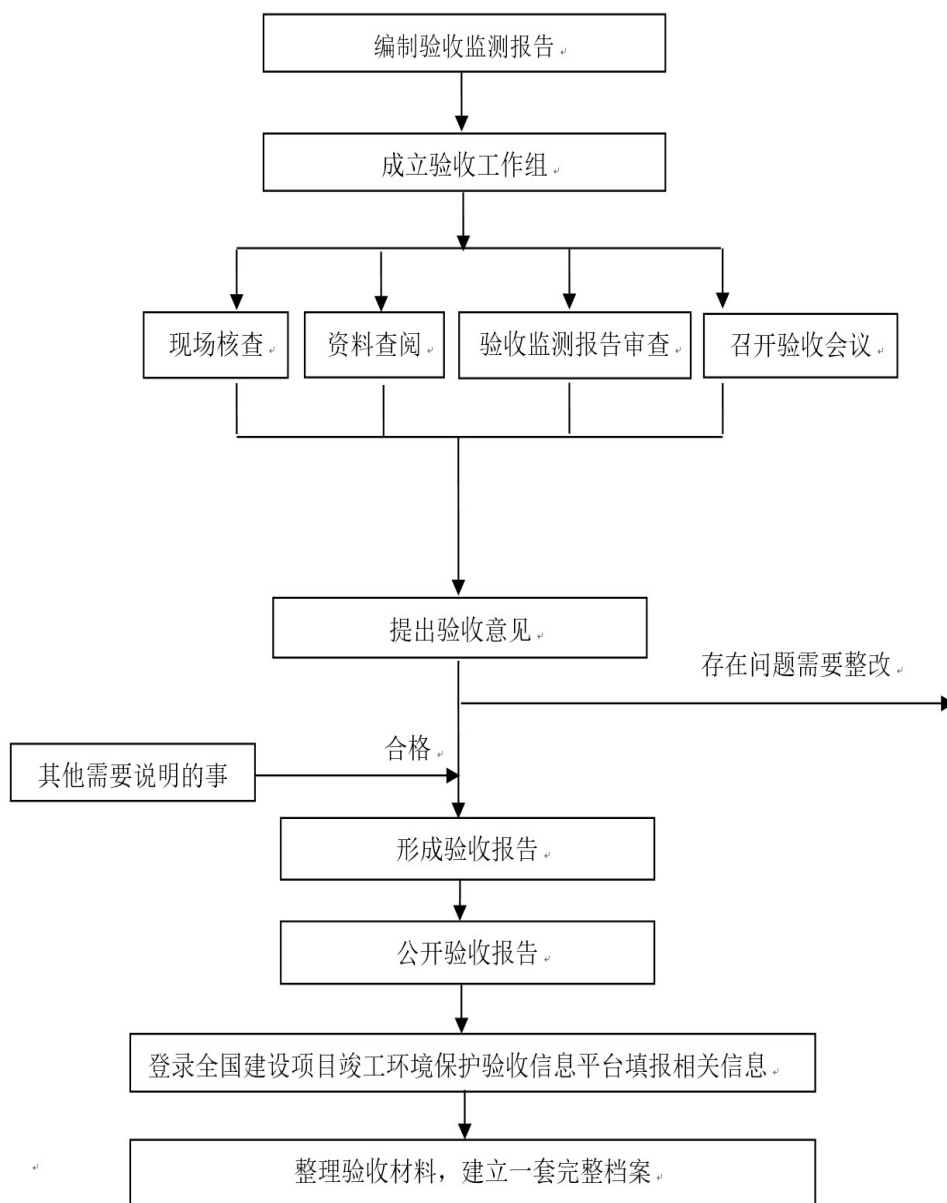 编制验收监测报告
成立验收工作组
现场核查
资料查阅
验收监测报告审查
召开验收会议
提出验收意见
存在问题需要整改
合格
其他需要说明的事
形成验收报告
公开验收报告
登录全国建设项目竣工环境保护验收信息平台填报相关信息
整理验收材料，建立一套完整档案